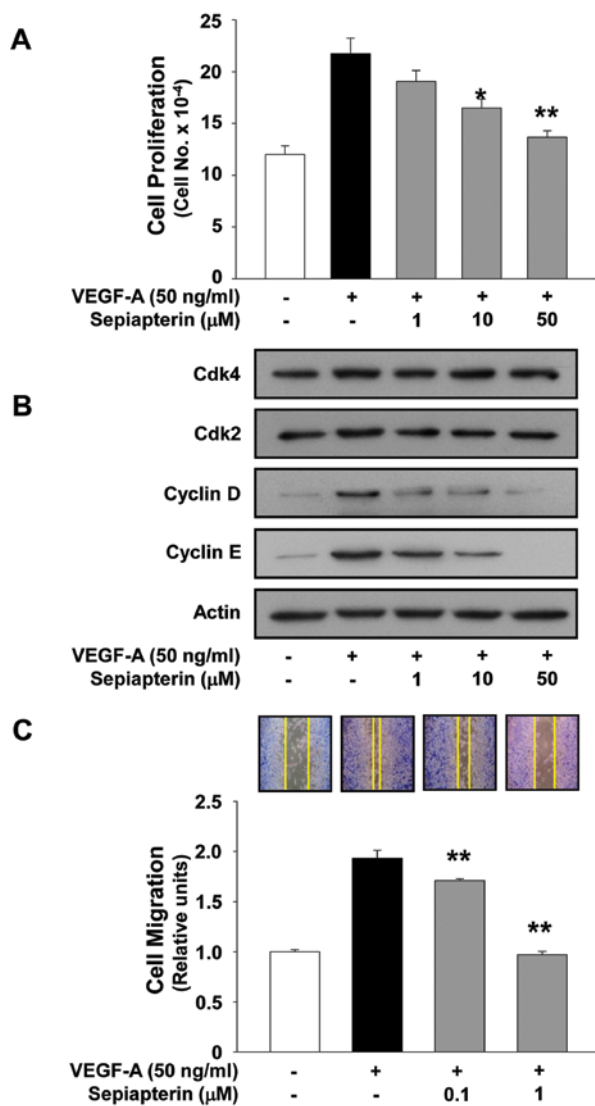 A
Cell Proliferation
(Cell No. x 10⁻⁴)
25
20
15
10
5
0
* **
VEGF-A (50 ng/ml) - + + + +
Sepiapterin (μM) - - 1 10 50
B
Cdk4
Cdk2
Cyclin D
Cyclin E
Actin
VEGF-A (50 ng/ml) - + + + +
Sepiapterin (μM) - - 1 10 50
C
Cell Migration
(Relative units)
2.5
2.0
1.5
1.0
0.5
0
** **
VEGF-A (50 ng/ml) - + + +
Sepiapterin (μM) - - 0.1 1